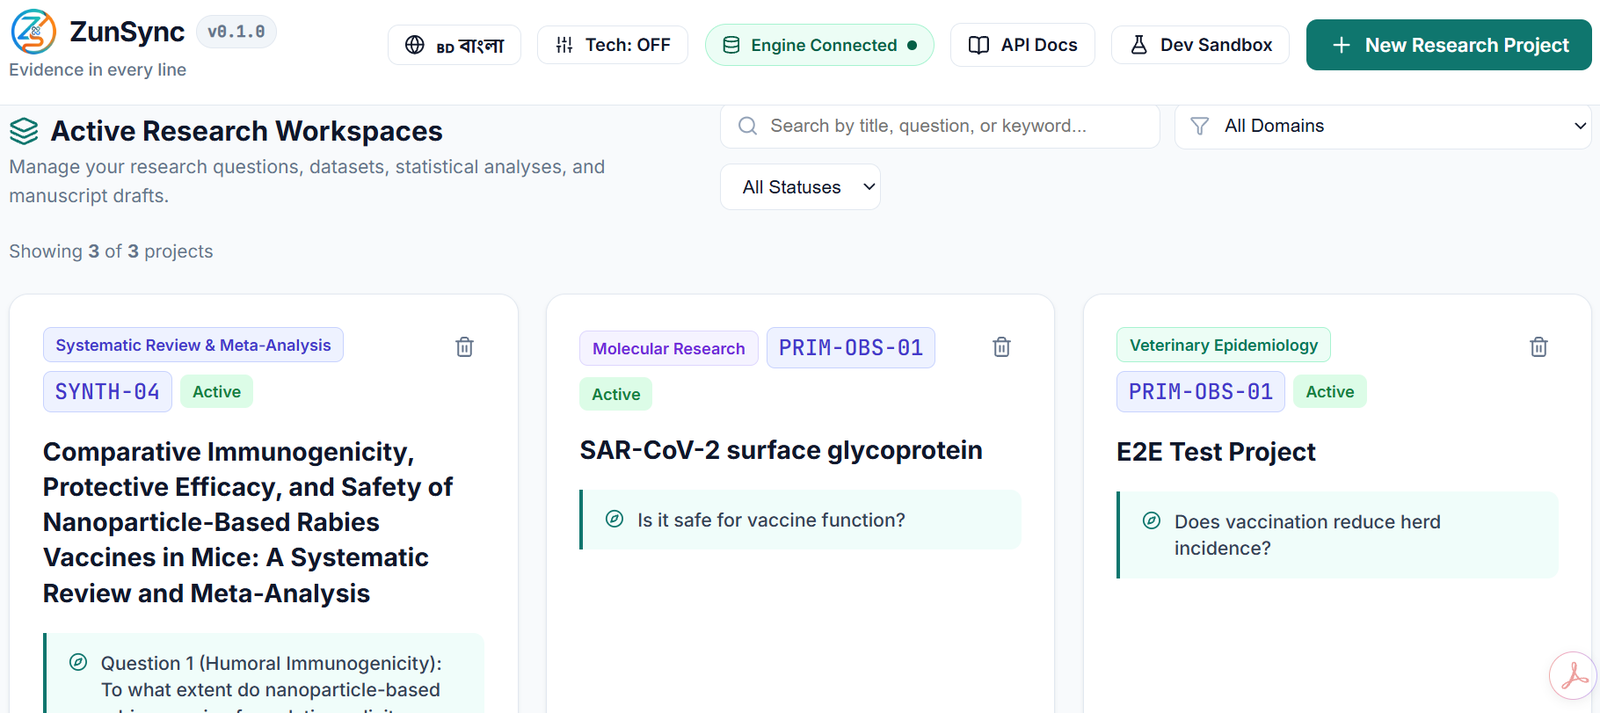 ZunSync v0.1.0
Evidence in every line
BD বাংলা
Tech: OFF
Engine Connected
API Docs
Dev Sandbox
New Research Project
Active Research Workspaces
Manage your research questions, datasets, statistical analyses, and
manuscript drafts.
Search by title, question, or keyword...
All Domains
All Statuses
Showing 3 of 3 projects
Systematic Review & Meta-Analysis
SYNTH-04 Active
Comparative Immunogenicity,
Protective Efficacy, and Safety of
Nanoparticle-Based Rabies
Vaccines in Mice: A Systematic
Review and Meta-Analysis
Question 1 (Humoral Immunogenicity):
To what extent do nanoparticle-based
Molecular Research PRIM-OBS-01
Active
SAR-CoV-2 surface glycoprotein
Is it safe for vaccine function?
Veterinary Epidemiology
PRIM-OBS-01 Active
E2E Test Project
Does vaccination reduce herd
incidence?